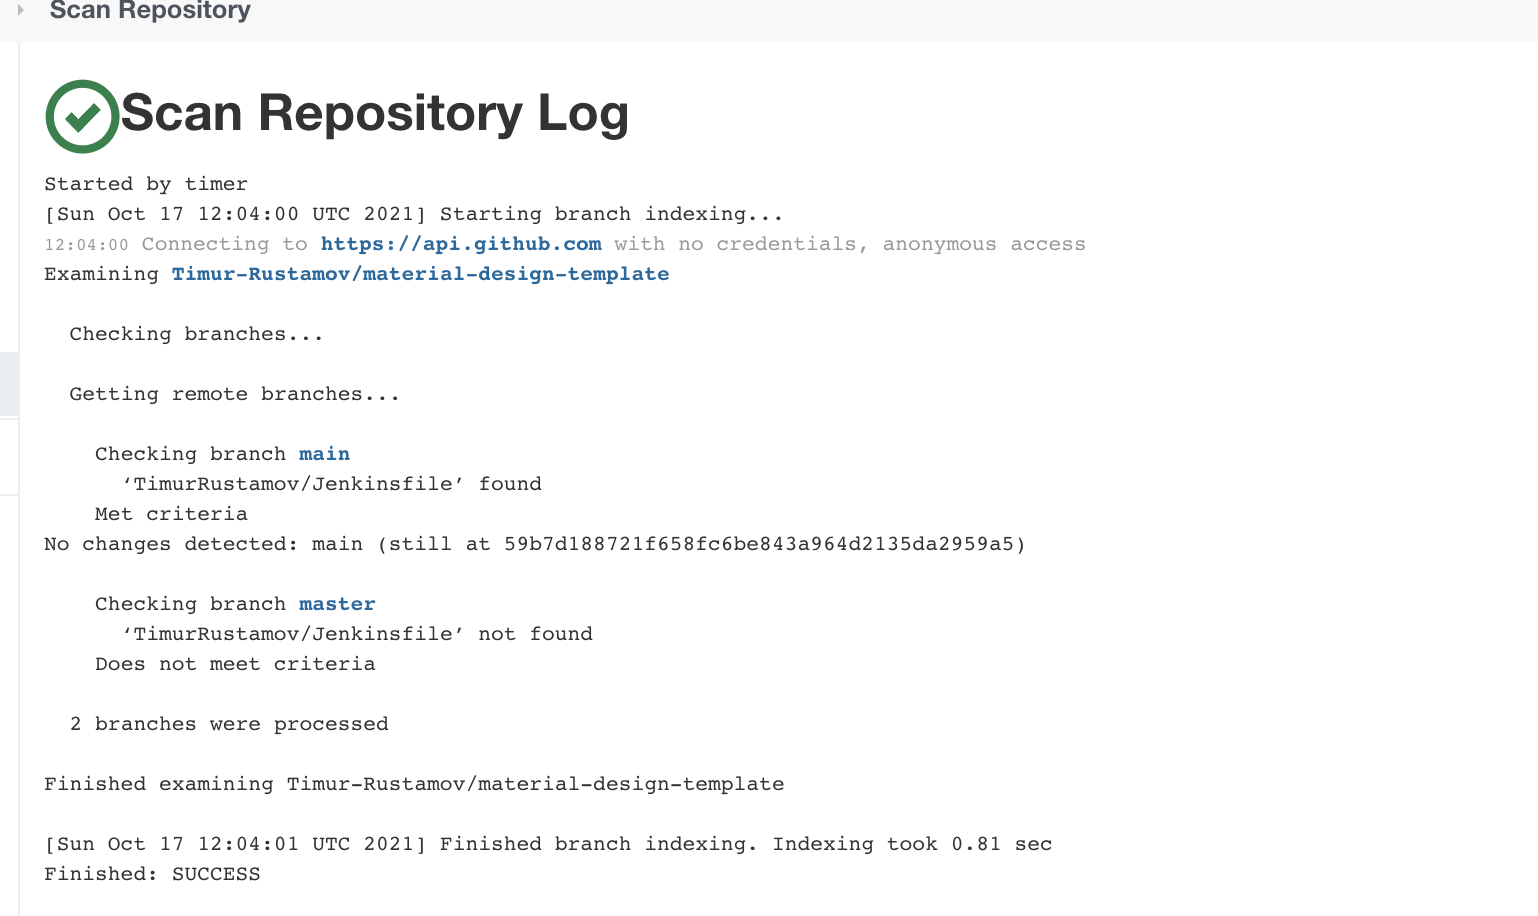 Scan Repository
Scan Repository Log
Started by timer
[Sun Oct 17 12:04:00 UTC 2021] Starting branch indexing...
12:04:00 Connecting to https://api.github.com with no credentials, anonymous access
Examining Timur-Rustamov/material-design-template
Checking branches...
Getting remote branches...
Checking branch main
‘TimurRustamov/Jenkinsfile’ found
Met criteria
No changes detected: main (still at 59b7d188721f658fc6be843a964d2135da2959a5)
Checking branch master
‘TimurRustamov/Jenkinsfile’ not found
Does not meet criteria
2 branches were processed
Finished examining Timur-Rustamov/material-design-template
[Sun Oct 17 12:04:01 UTC 2021] Finished branch indexing. Indexing took 0.81 sec
Finished: SUCCESS